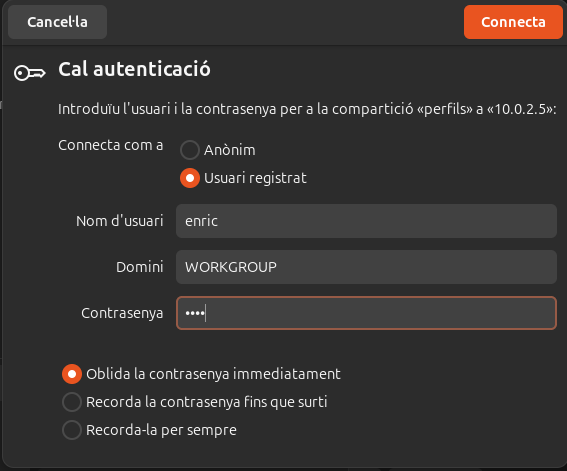 Cancel·la
Connecta
Cal autenticació
Introduïu l'usuari i la contrasenya per a la compartició «perfils» a «10.0.2.5»:
Connecta com a
Anònim
Usuari registrat
Nom d'usuari
enric
Domini
WORKGROUP
Contrasenya
••••
Oblida la contrasenya immediatament
Recorda la contrasenya fins que surti
Recorda-la per sempre